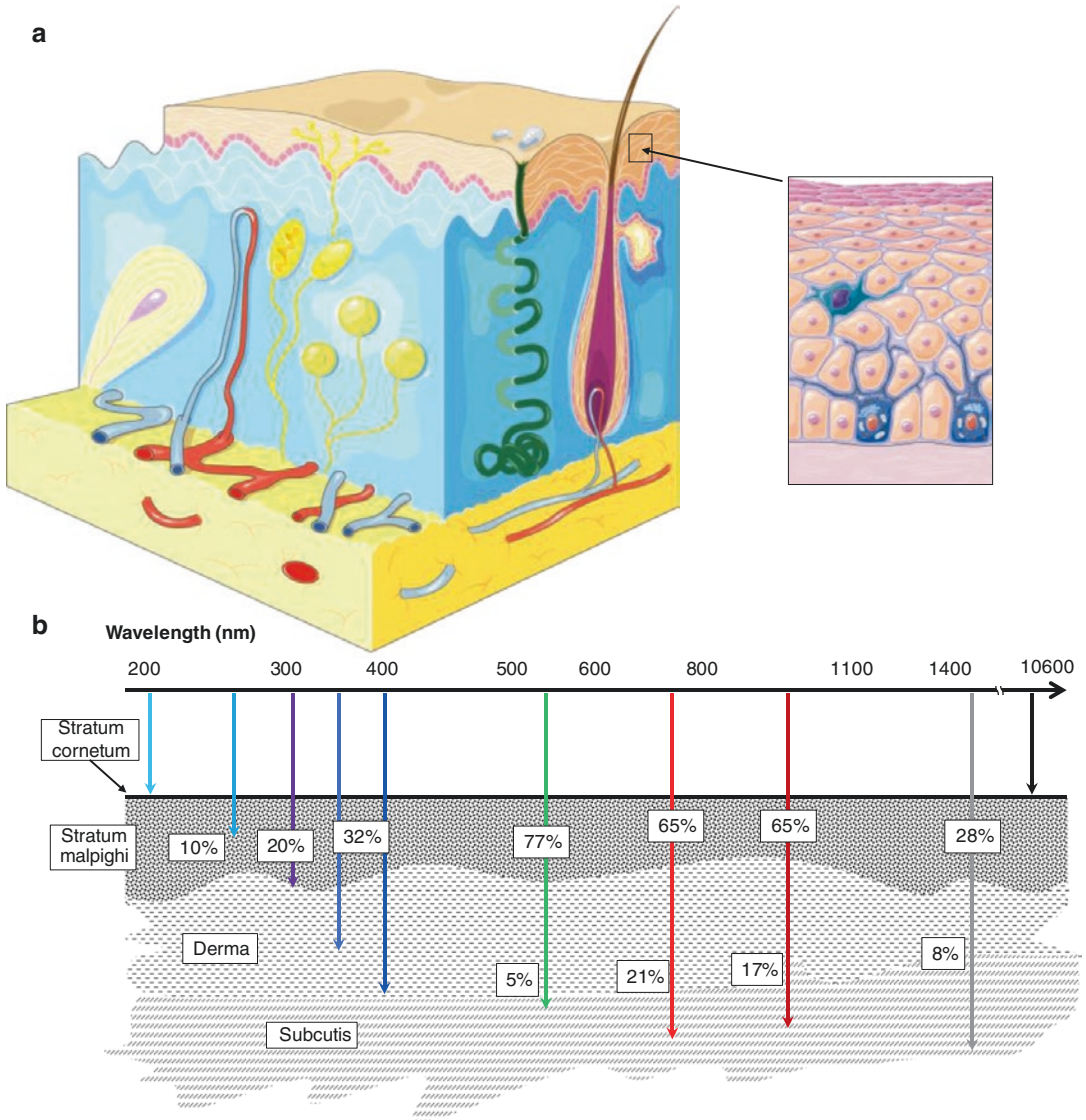 a
b
Wavelength (nm)
200 300 400 500 600 800 1100 1400 10600
Stratum
cornetum
Stratum
malpighi
10%
20%
32%
77%
65%
65%
28%
Derma
5%
21%
17%
8%
Subcutis